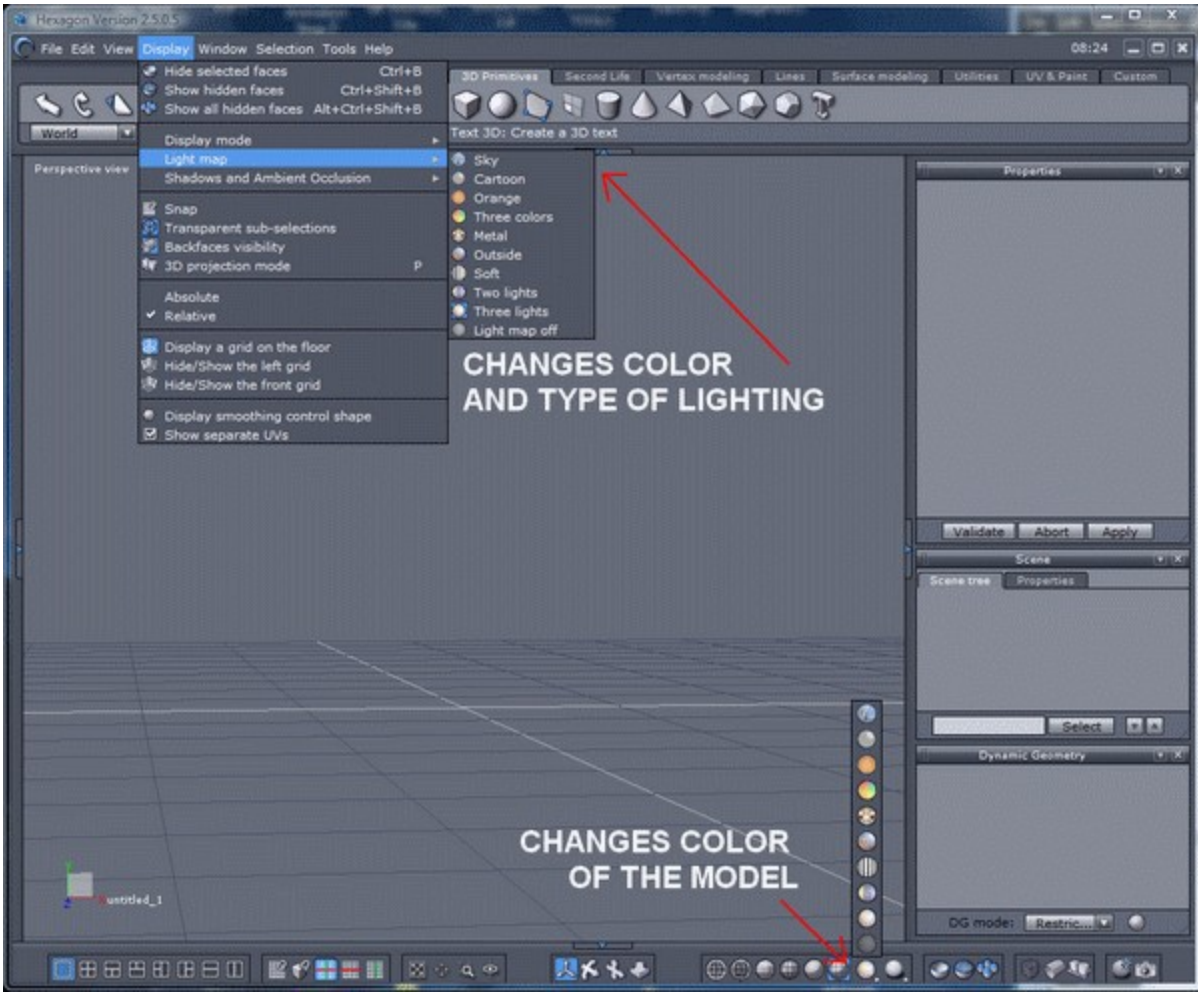 Hexagon Version 2.5.0.5
File Edit View Display Window Selection Tools Help
08:24
Hide selected faces Ctrl+B
Show hidden faces Ctrl+Shift+B
Show all hidden faces Alt+Ctrl+Shift+B
Display mode
Light map
Shadows and Ambient Occlusion
Snap
Transparent sub-selections
Backfaces visibility
3D projection mode P
Absolute
Relative
Display a grid on the floor
Hide/Show the left grid
Hide/Show the front grid
Display smoothing control shape
Show separate UVs
3D Primitives Second Life Vertex modeling Lines Surface modeling Utilities UV & Paint Custom
World
Text 3D: Create a 3D text
Perspective view
Sky
Cartoon
Orange
Three colors
Metal
Outside
Soft
Two lights
Three lights
Light map off
CHANGES COLOR
AND TYPE OF LIGHTING
Properties
Validate Abort Apply
Scene
Scene tree Properties
Select
Dynamic Geometry
DG mode: Restric...
CHANGES COLOR
OF THE MODEL
Y
X
Z
untitled_1